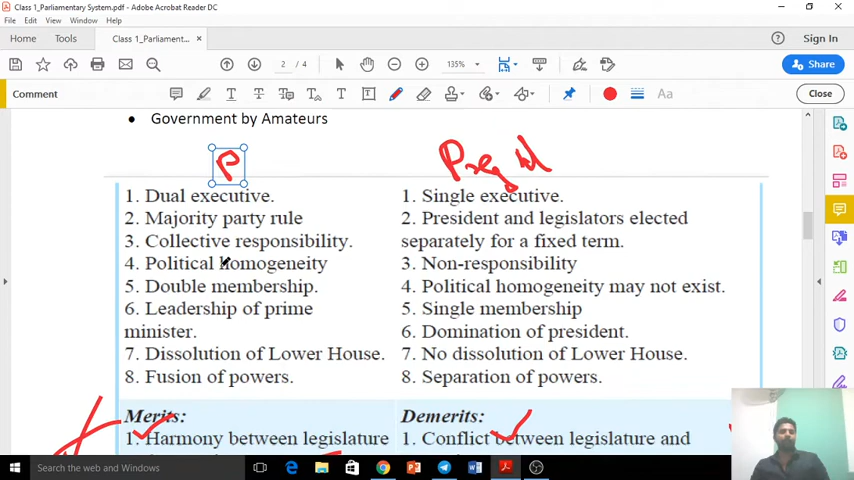 Class 1_Parliamentary System.pdf - Adobe Acrobat Reader DC
File Edit View Window Help
Home Tools Class 1_Parliament... × ? Sign In
2 / 4 135% Share
Comment Aa Close
• Government by Amateurs
P
1. Dual executive.
2. Majority party rule
3. Collective responsibility.
4. Political homogeneity
5. Double membership.
6. Leadership of prime
minister.
7. Dissolution of Lower House.
8. Fusion of powers.
1. Single executive.
2. President and legislators elected
separately for a fixed term.
3. Non-responsibility
4. Political homogeneity may not exist.
5. Single membership
6. Domination of president.
7. No dissolution of Lower House.
8. Separation of powers.
Merits:
1. Harmony between legislature
Demerits:
1. Conflict between legislature and
Search the web and Windows